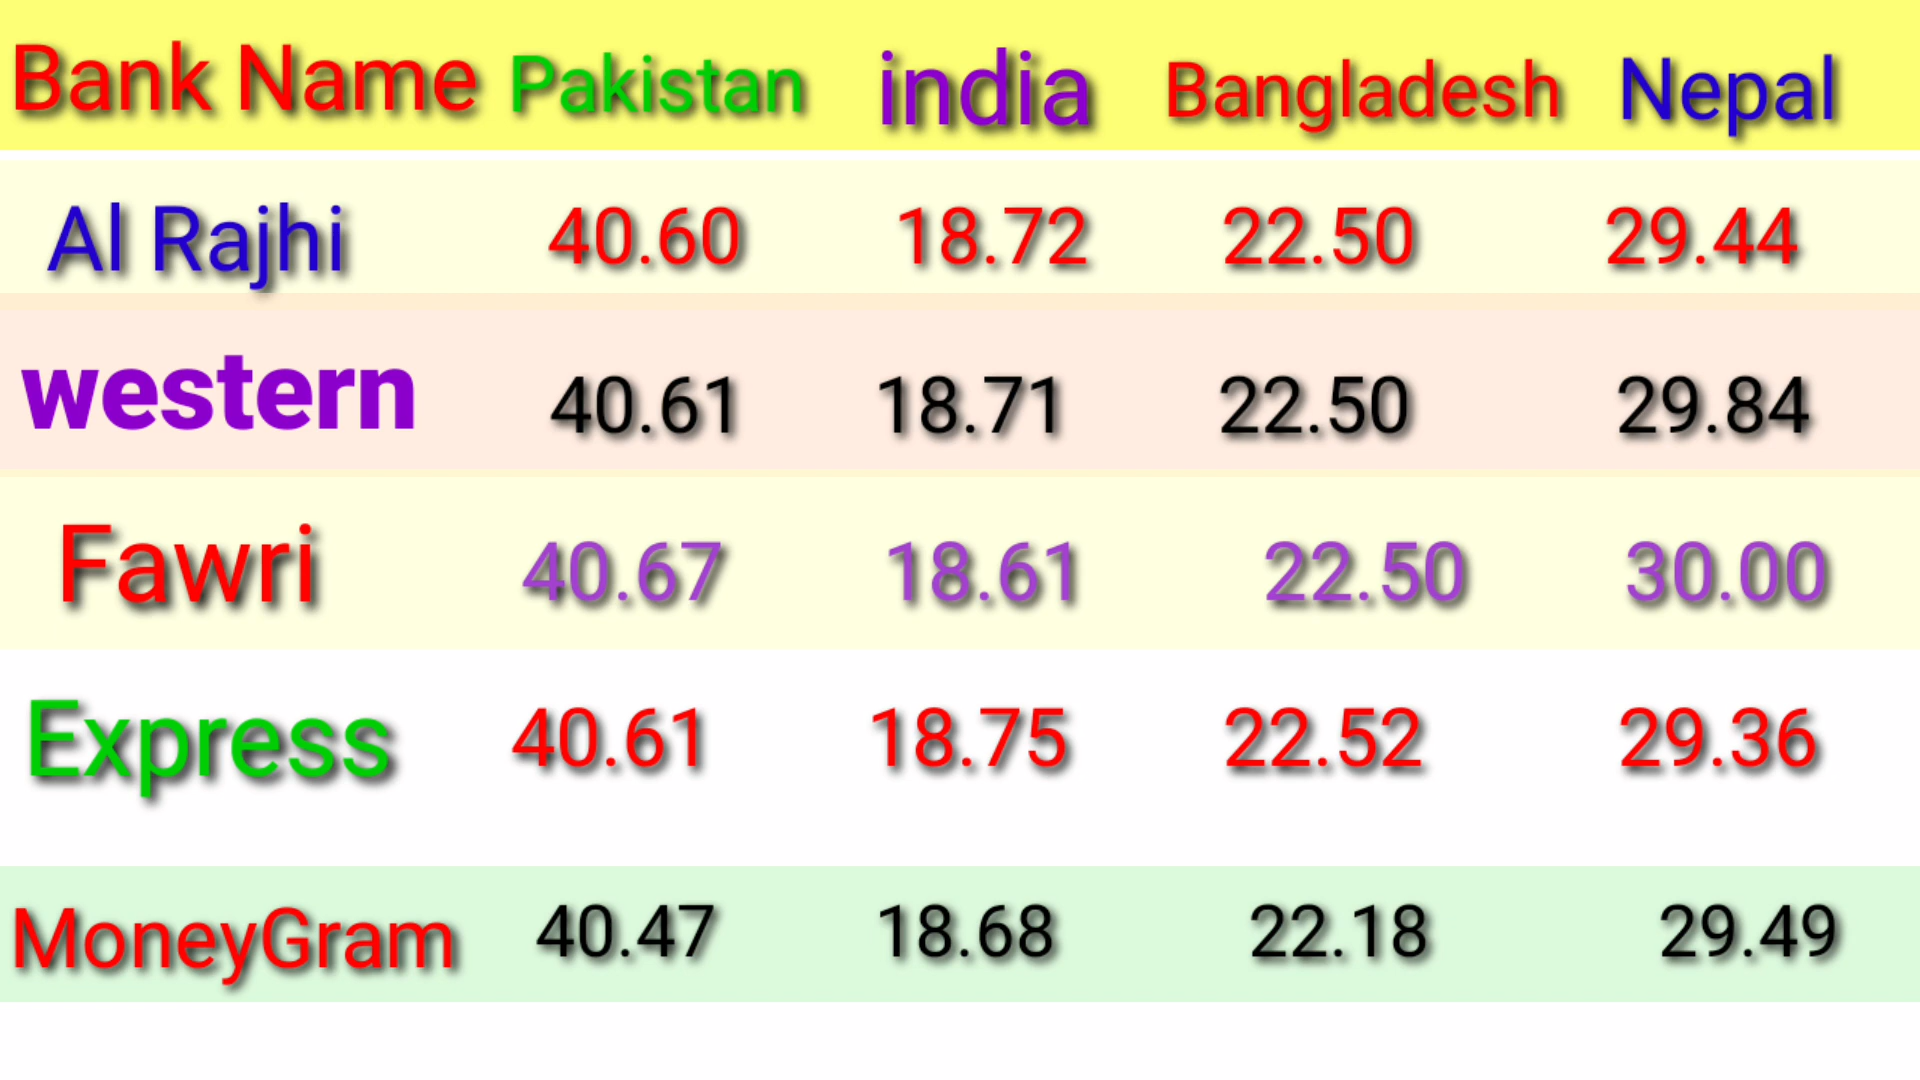 Bank Name Pakistan india Bangladesh Nepal
Al Rajhi 40.60 18.72 22.50 29.44
western 40.61 18.71 22.50 29.84
Fawri 40.67 18.61 22.50 30.00
Express 40.61 18.75 22.52 29.36
MoneyGram 40.47 18.68 22.18 29.49